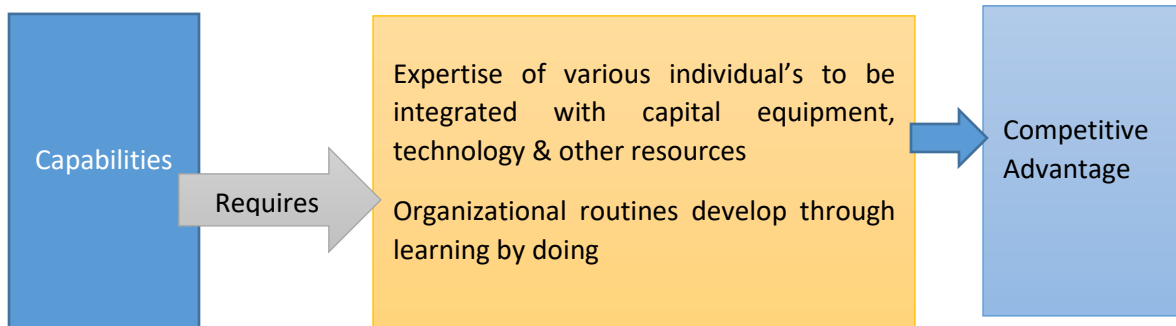 Capabilities
Requires
Expertise of various individual’s to be
integrated with capital equipment,
technology & other resources
Organizational routines develop through
learning by doing
Competitive
Advantage